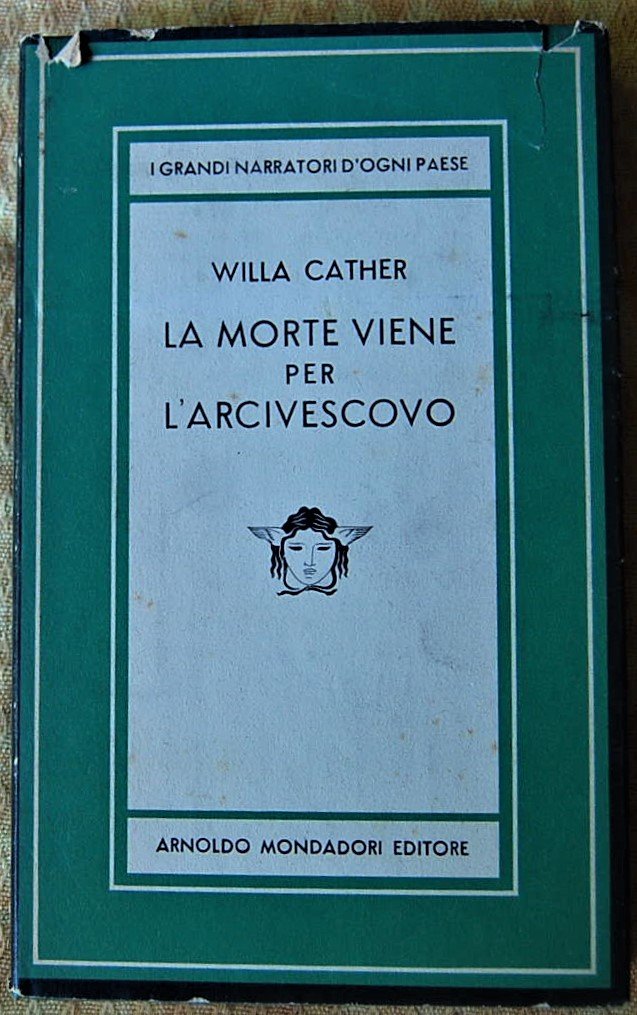 I GRANDI NARRATORI D'OGNI PAESE
WILLA CATHER
LA MORTE VIENE
PER
L'ARCIVESCOVO
ARNOLDO MONDADORI EDITORE